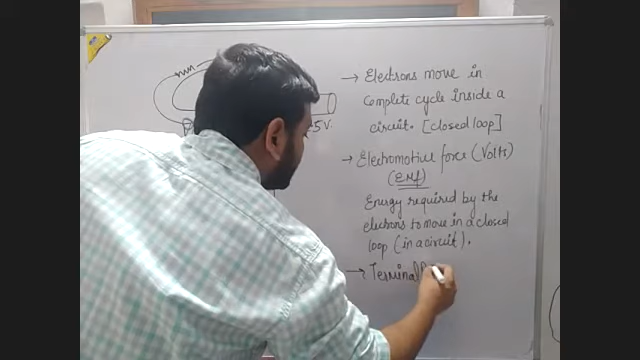 =5V.
→ Electrons move in
complete cycle inside a
circuit. [closed loop]
→ Electromotive force (Volts)
(EMf)
Energy required by the
electrons to move in a closed
loop (in a circuit).
→ Terminal